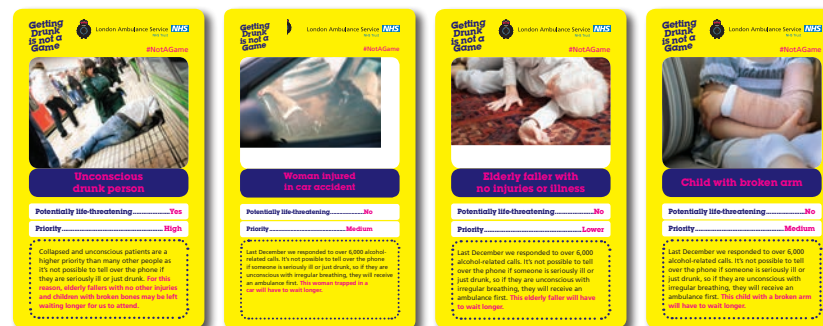 Getting
Drunk
is not a
Game
London Ambulance Service NHS
NHS Trust
#NotAGame
Unconscious
drunk person
Potentially life-threatening..................Yes
Priority..................................................High
Collapsed and unconscious patients are a
higher priority than many other people as
it's not possible to tell over the phone if
they are seriously ill or just drunk. For this
reason, elderly fallers with no other injuries
and children with broken bones may be left
waiting longer for us to attend.
Getting
Drunk
is not a
Game
London Ambulance Service NHS
NHS Trust
#NotAGame
Woman injured
in car accident
Potentially life-threatening..................No
Priority........................................Medium
Last December we responded to over 6,000 alcohol-
related calls. It's not possible to tell over the phone
if someone is seriously ill or just drunk, so if they are
unconscious with irregular breathing, they will receive
an ambulance first. This woman trapped in a
car will have to wait longer.
Getting
Drunk
is not a
Game
London Ambulance Service NHS
NHS Trust
#NotAGame
Elderly faller with
no injuries or illness
Potentially life-threatening..................No
Priority..............................................Lower
Last December we responded to over 6,000
alcohol-related calls. It's not possible to tell
over the phone if someone is seriously ill or
just drunk, so if they are unconscious with
irregular breathing, they will receive an
ambulance first. This elderly faller will have
to wait longer.
Getting
Drunk
is not a
Game
London Ambulance Service NHS
NHS Trust
#NotAGame
Child with broken arm
Potentially life-threatening..................No
Priority..........................................Medium
Last December we responded to over 6,000
alcohol-related calls. It's not possible to tell
over the phone if someone is seriously ill or
just drunk, so if they are unconscious with
irregular breathing, they will receive an
ambulance first. This child with a broken arm
will have to wait longer.